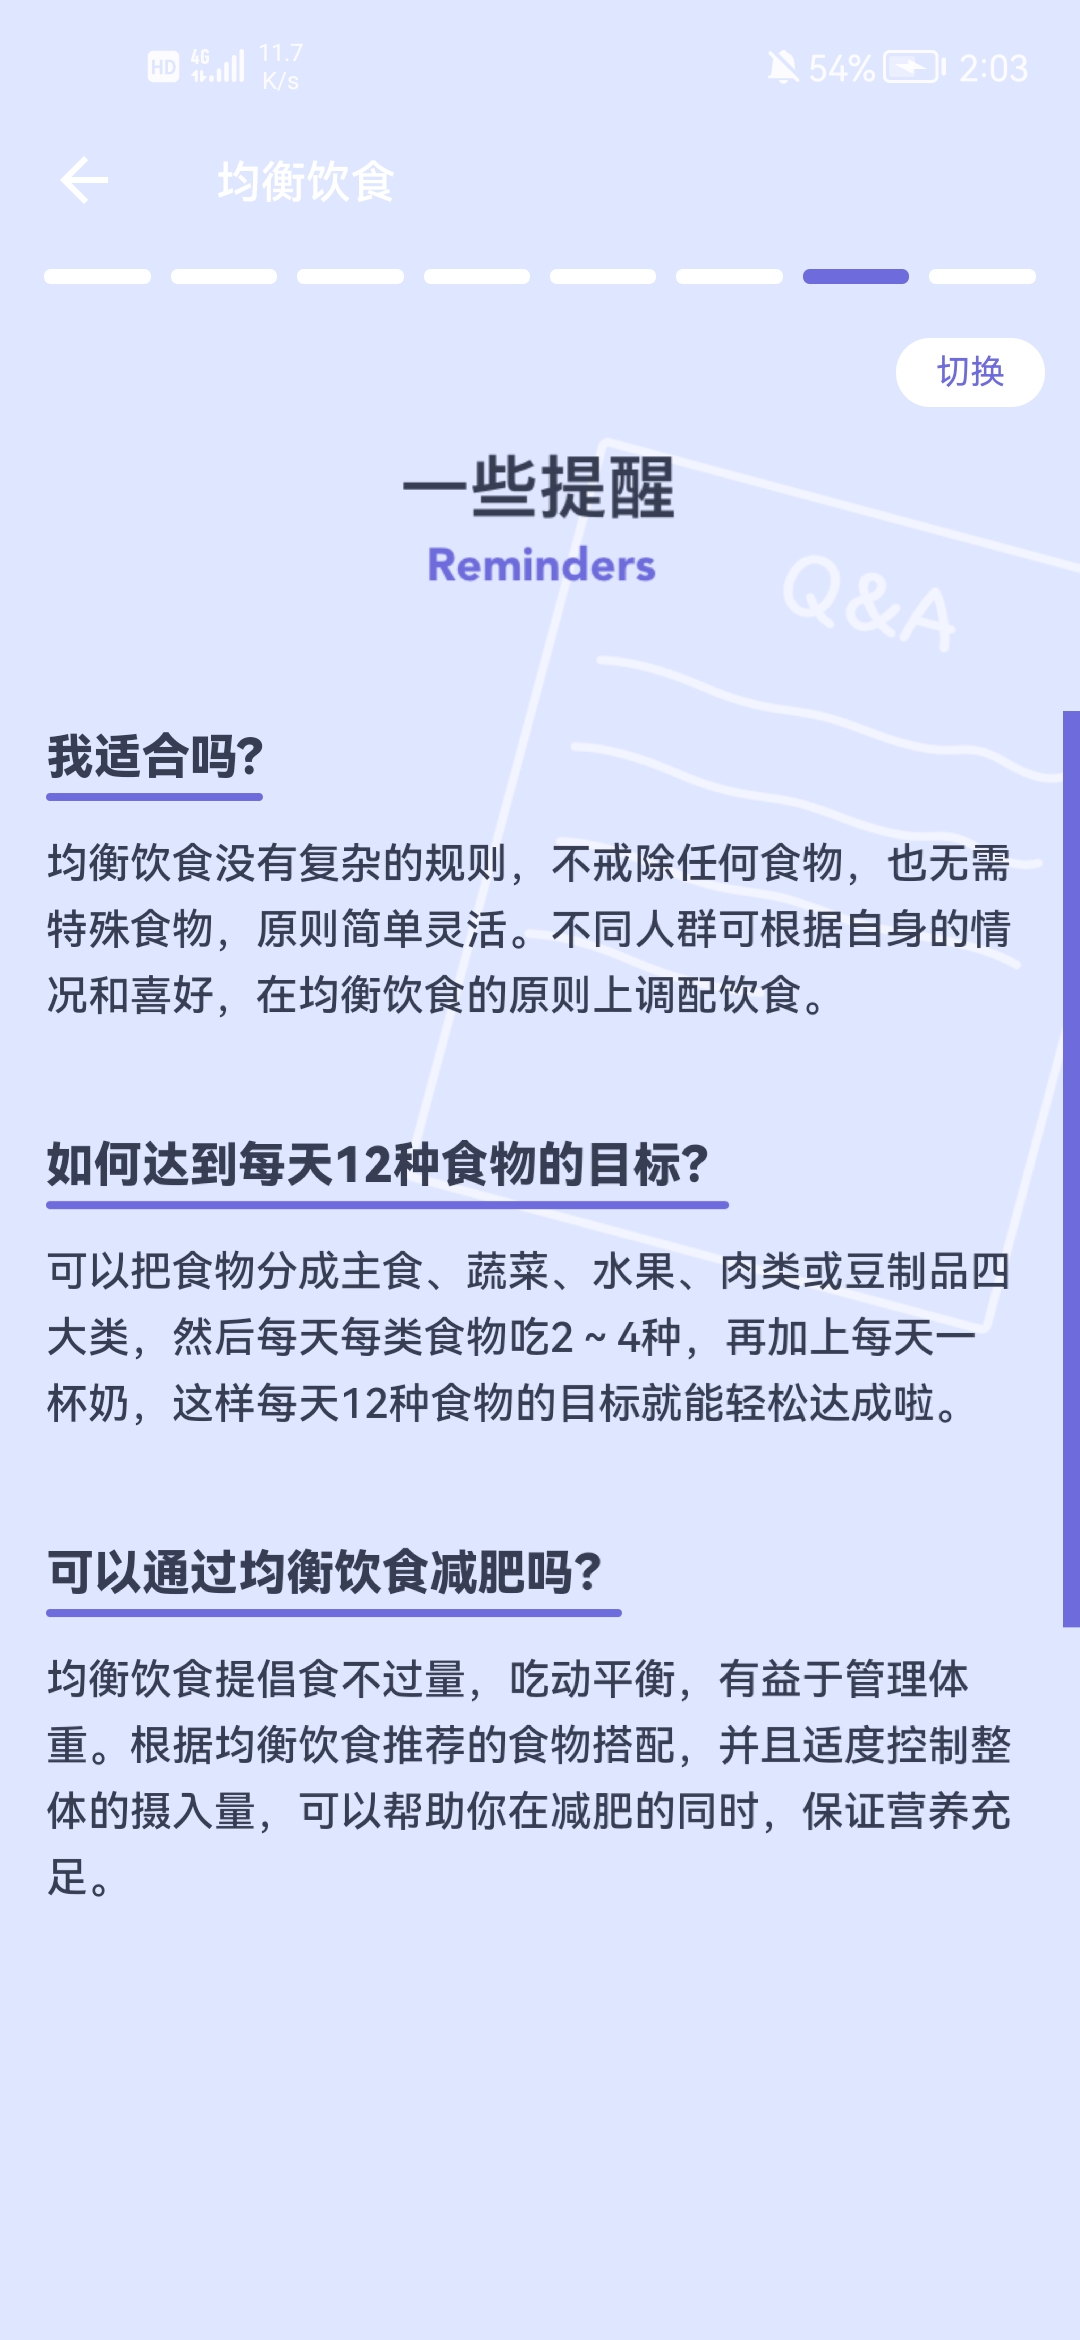 HD 4G 11.7 K/s 54% 2:03
均衡饮食
切换
一些提醒
Reminders
Q&A
我适合吗?
均衡饮食没有复杂的规则，不戒除任何食物，也无需
特殊食物，原则简单灵活。不同人群可根据自身的情
况和喜好，在均衡饮食的原则上调配饮食。
如何达到每天12种食物的目标?
可以把食物分成主食、蔬菜、水果、肉类或豆制品四
大类，然后每天每类食物吃2 ~ 4种，再加上每天一
杯奶，这样每天12种食物的目标就能轻松达成啦。
可以通过均衡饮食减肥吗?
均衡饮食提倡食不过量，吃动平衡，有益于管理体
重。根据均衡饮食推荐的食物搭配，并且适度控制整
体的摄入量，可以帮助你在减肥的同时，保证营养充
足。